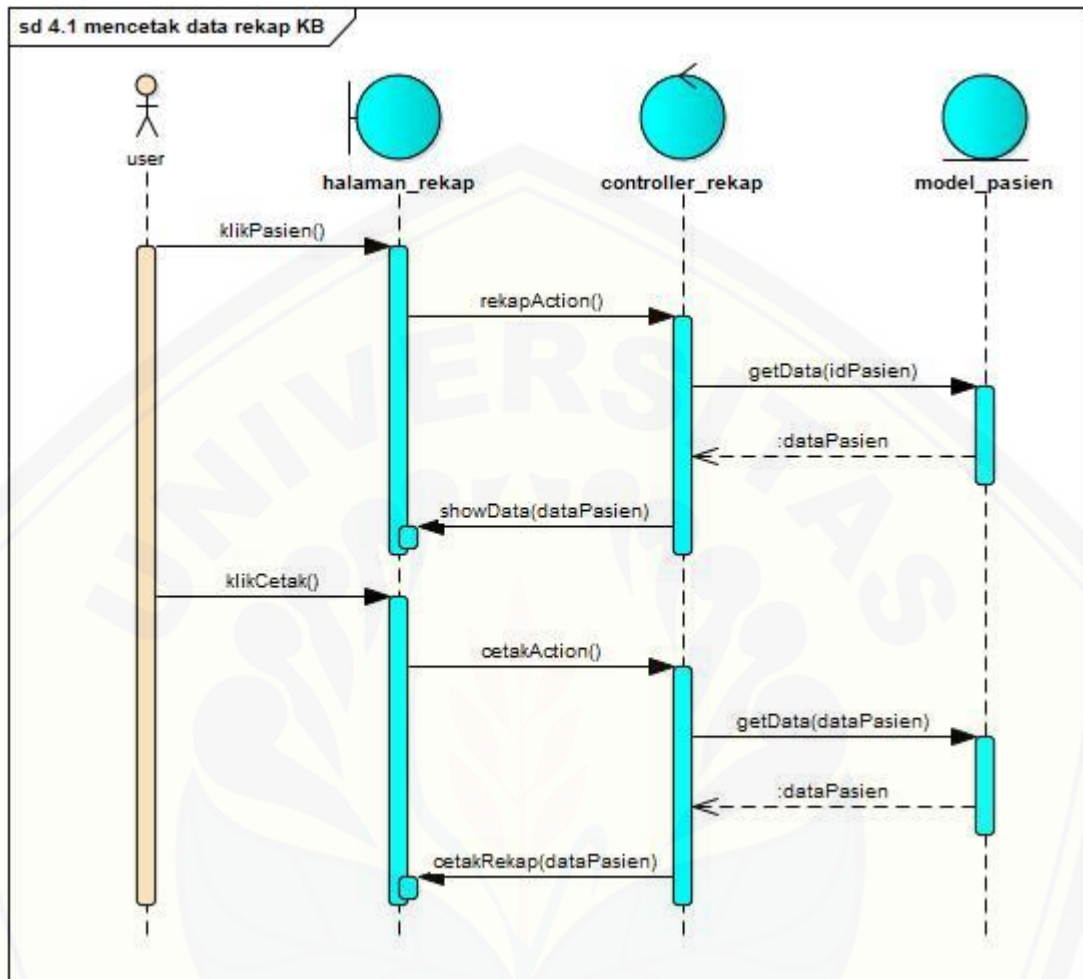 sd 4.1 mencetak data rekap KB
user
halaman_rekap
controller_rekap
model_pasien
klikPasien()
rekapAction()
getData(idPasien)
:dataPasien
showData(dataPasien)
klikCetak()
cetakAction()
getData(dataPasien)
:dataPasien
cetakRekap(dataPasien)
UNIVERSITAS